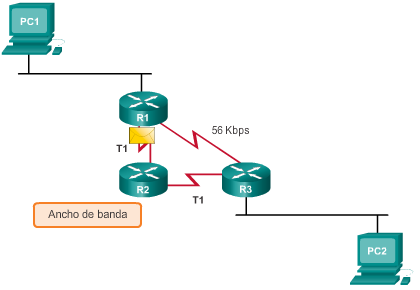 PC1
R1
56 Kbps
T1
R2
R3
T1
Ancho de banda
PC2